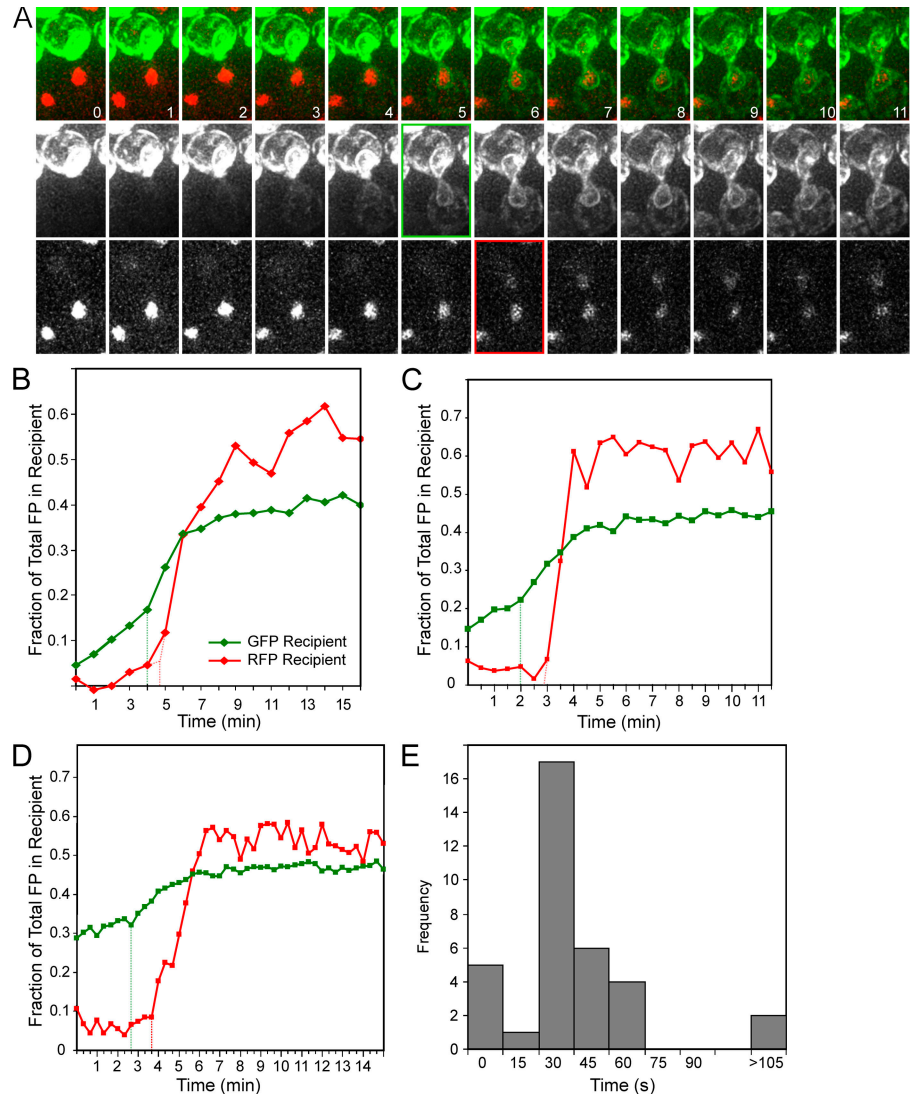 A
0 1 2 3 4 5 6 7 8 9 10 11
B
Fraction of Total FP in Recipient
0.6
0.5
0.4
0.3
0.2
0.1
GFP Recipient
RFP Recipient
1 3 5 7 9 11 13 15
Time (min)
C
Fraction of Total FP in Recipient
0.7
0.6
0.5
0.4
0.3
0.2
0.1
0
1 2 3 4 5 6 7 8 9 10 11
Time (min)
D
Fraction of Total FP in Recipient
0.7
0.6
0.5
0.4
0.3
0.2
0.1
0
1 2 3 4 5 6 7 8 9 10 11 12 13 14
Time (min)
E
Frequency
16
14
12
10
8
6
4
2
0
0 15 30 45 60 75 90 >105
Time (s)